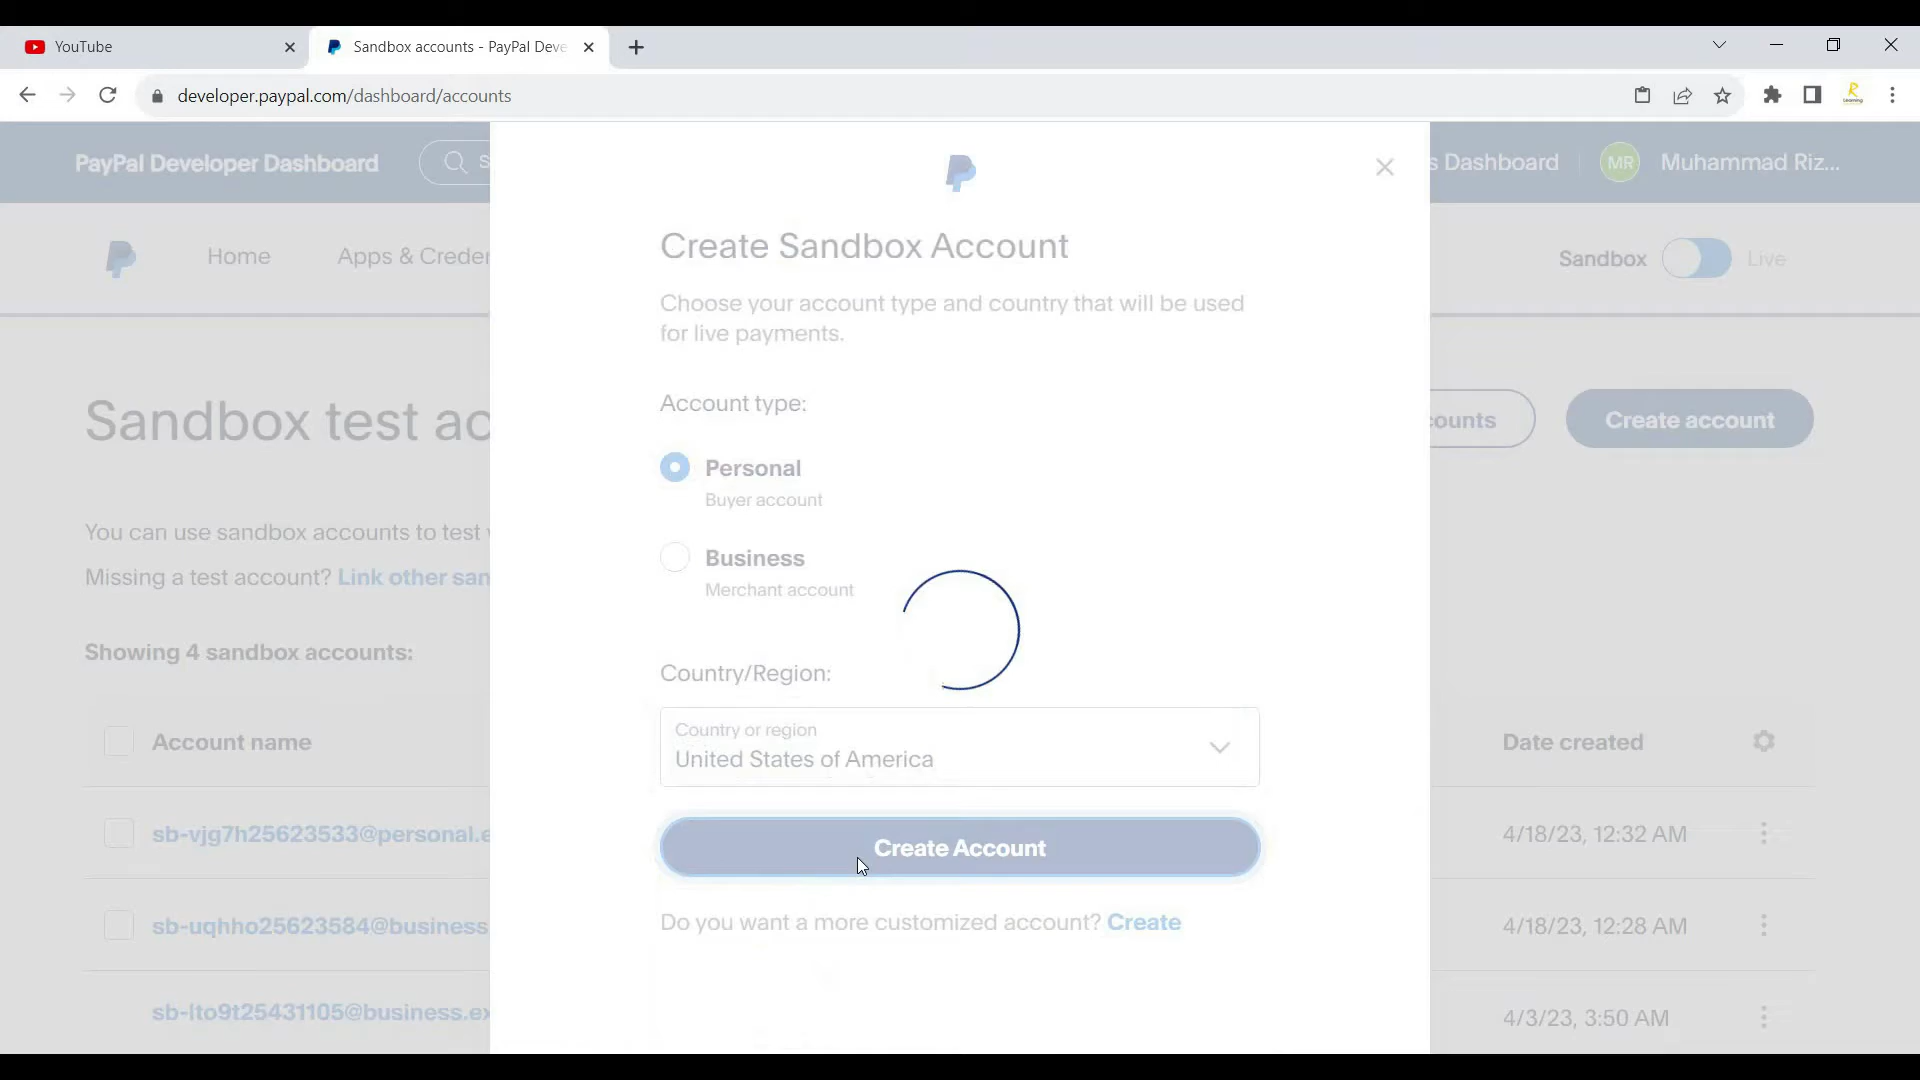 YouTube
Sandbox accounts - PayPal Deve
developer.paypal.com/dashboard/accounts
PayPal Developer Dashboard
S
s Dashboard
MR
Muhammad Riz...
Home
Apps & Creder
Sandbox
Live
Create Sandbox Account
Choose your account type and country that will be used
for live payments.
Account type:
Personal
Buyer account
Business
Merchant account
Country/Region:
Country or region
United States of America
Create Account
Do you want a more customized account? Create
Sandbox test ac
counts
Create account
You can use sandbox accounts to test
Missing a test account? Link other san
Showing 4 sandbox accounts:
Account name
Date created
sb-vjg7h25623533@personal.e
4/18/23, 12:32 AM
sb-uqhho25623584@business
4/18/23, 12:28 AM
sb-lto9t25431105@business.ex
4/3/23, 3:50 AM